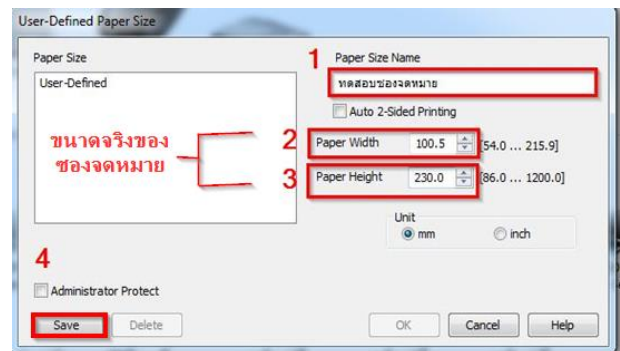 User-Defined Paper Size
Paper Size
1 Paper Size Name
User-Defined
ทดสอบซ่องจดหมาย
Auto 2-Sided Printing
ขนาดจริงของ
ซองจดหมาย
2 Paper Width 100.5 [54.0 ... 215.9]
3 Paper Height 230.0 [86.0 ... 1200.0]
Unit
mm inch
4
Administrator Protect
Save Delete OK Cancel Help